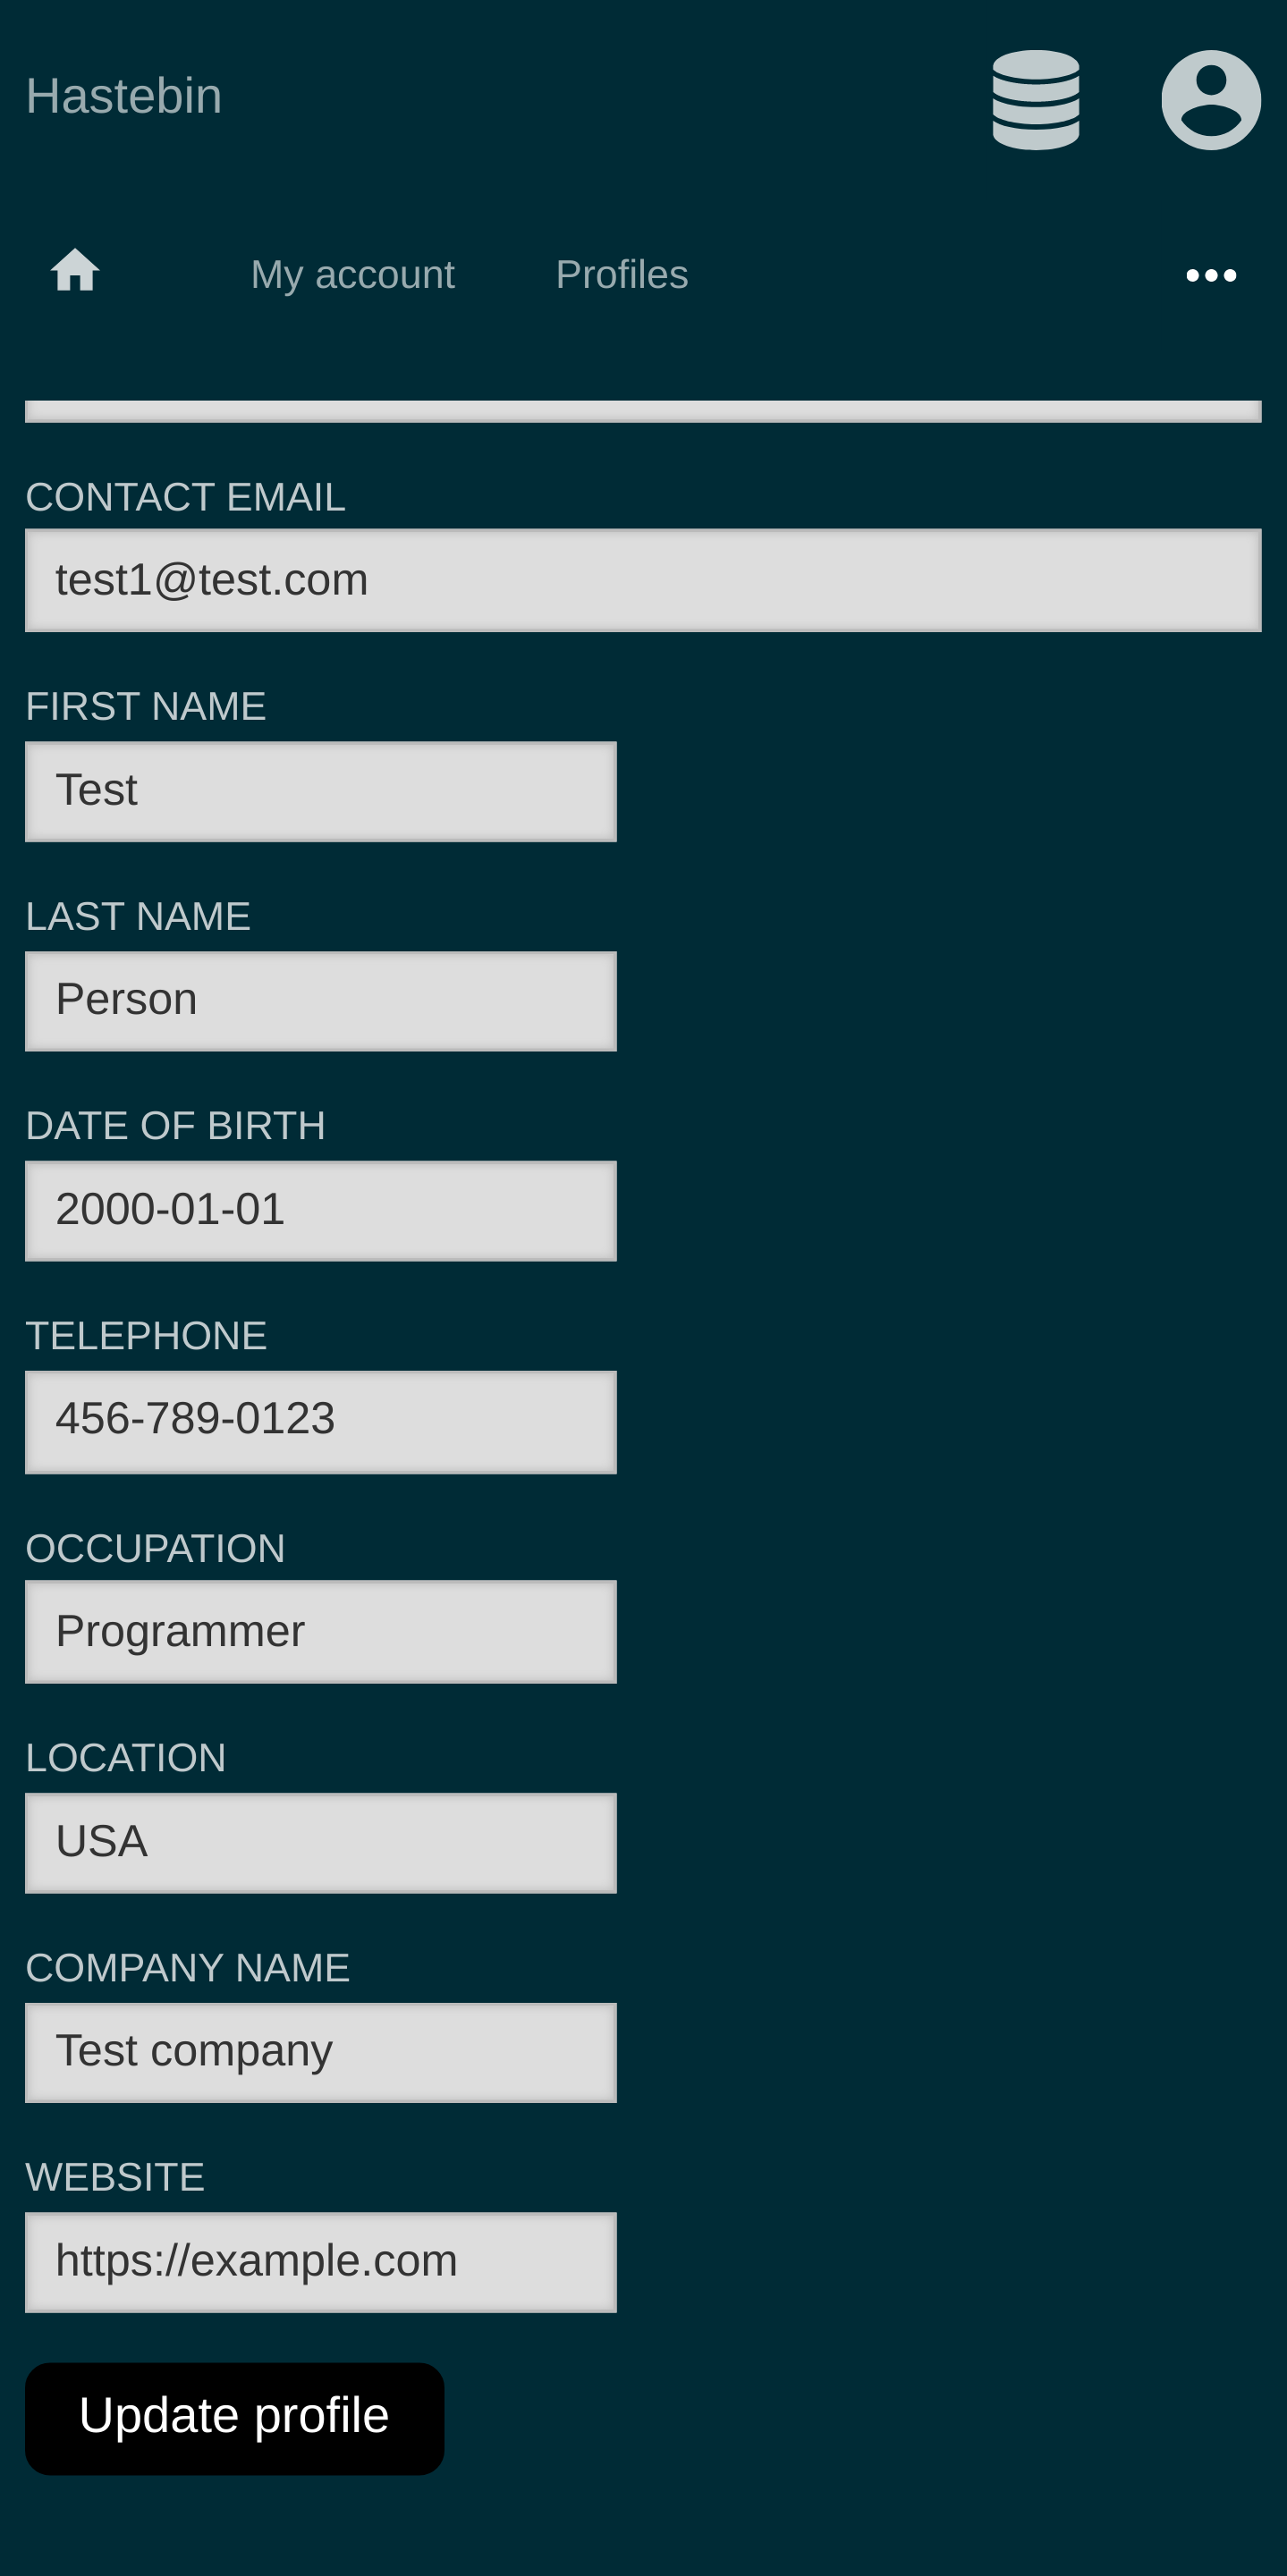 Hastebin
My account Profiles
CONTACT EMAIL
test1@test.com
FIRST NAME
Test
LAST NAME
Person
DATE OF BIRTH
2000-01-01
TELEPHONE
456-789-0123
OCCUPATION
Programmer
LOCATION
USA
COMPANY NAME
Test company
WEBSITE
https://example.com
Update profile